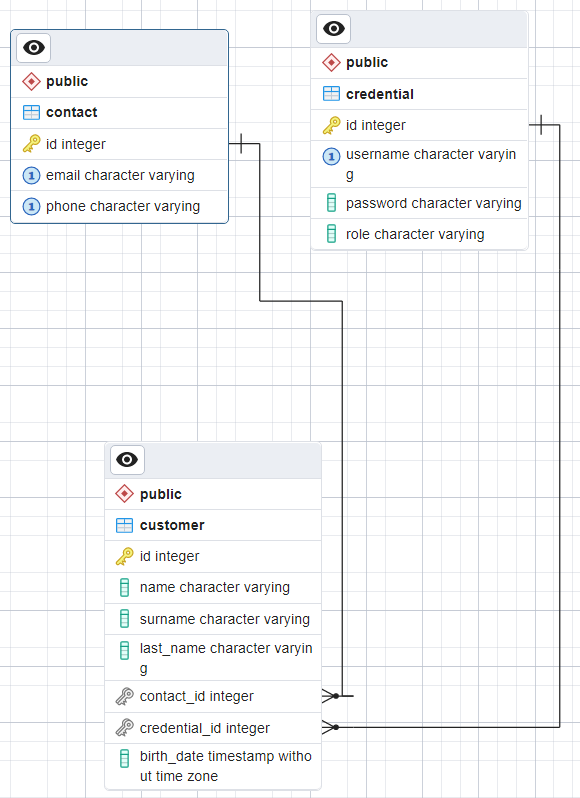 public
contact
id integer
email character varying
phone character varying
public
credential
id integer
username character varyin
g
password character varying
role character varying
public
customer
id integer
name character varying
surname character varying
last_name character varyin
g
contact_id integer
credential_id integer
birth_date timestamp witho
ut time zone